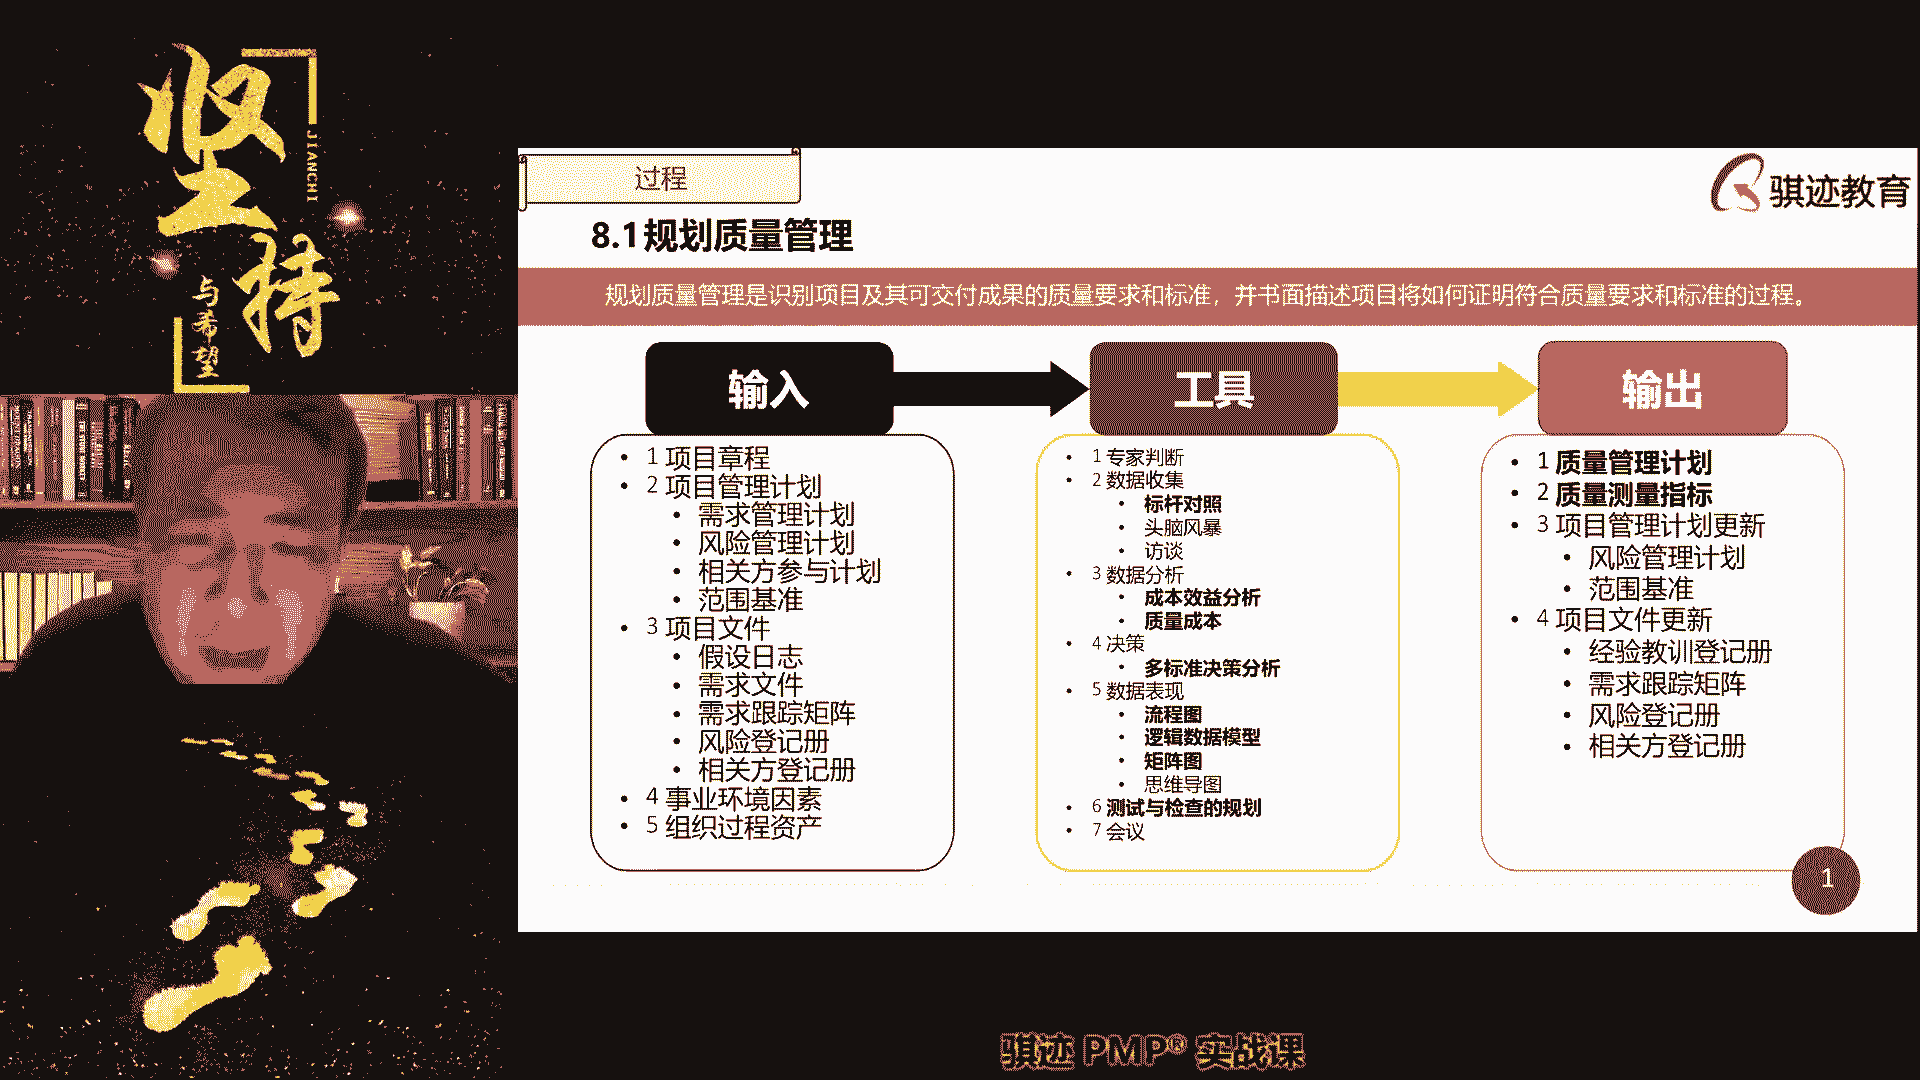 坚
持
JIANCHI
与希望
过程
骐迹教育
8.1规划质量管理
规划质量管理是识别项目及其可交付成果的质量要求和标准，并书面描述项目将如何证明符合质量要求和标准的过程。
输入
• 1 项目章程
• 2 项目管理计划
• 需求管理计划
• 风险管理计划
• 相关方参与计划
• 范围基准
• 3 项目文件
• 假设日志
• 需求文件
• 需求跟踪矩阵
• 风险登记册
• 相关方登记册
• 4 事业环境因素
• 5 组织过程资产
工具
• 1 专家判断
• 2 数据收集
• 标杆对照
• 头脑风暴
• 访谈
• 3 数据分析
• 成本效益分析
• 质量成本
• 4 决策
• 多标准决策分析
• 5 数据表现
• 流程图
• 逻辑数据模型
• 矩阵图
• 思维导图
• 6 测试与检查的规划
• 7 会议
输出
• 1 质量管理计划
• 2 质量测量指标
• 3 项目管理计划更新
• 风险管理计划
• 范围基准
• 4 项目文件更新
• 经验教训登记册
• 需求跟踪矩阵
• 风险登记册
• 相关方登记册
1
骐迹 PMP® 实战课